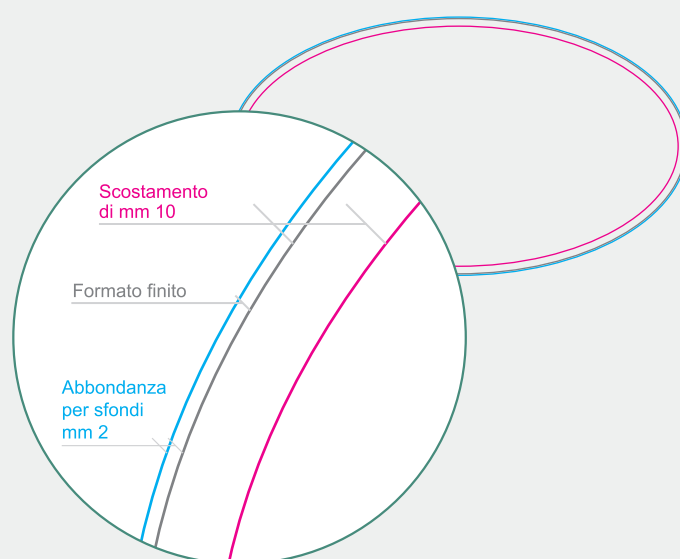 Scostamento
di mm 10
Formato finito
Abbondanza
per sfondi
mm 2